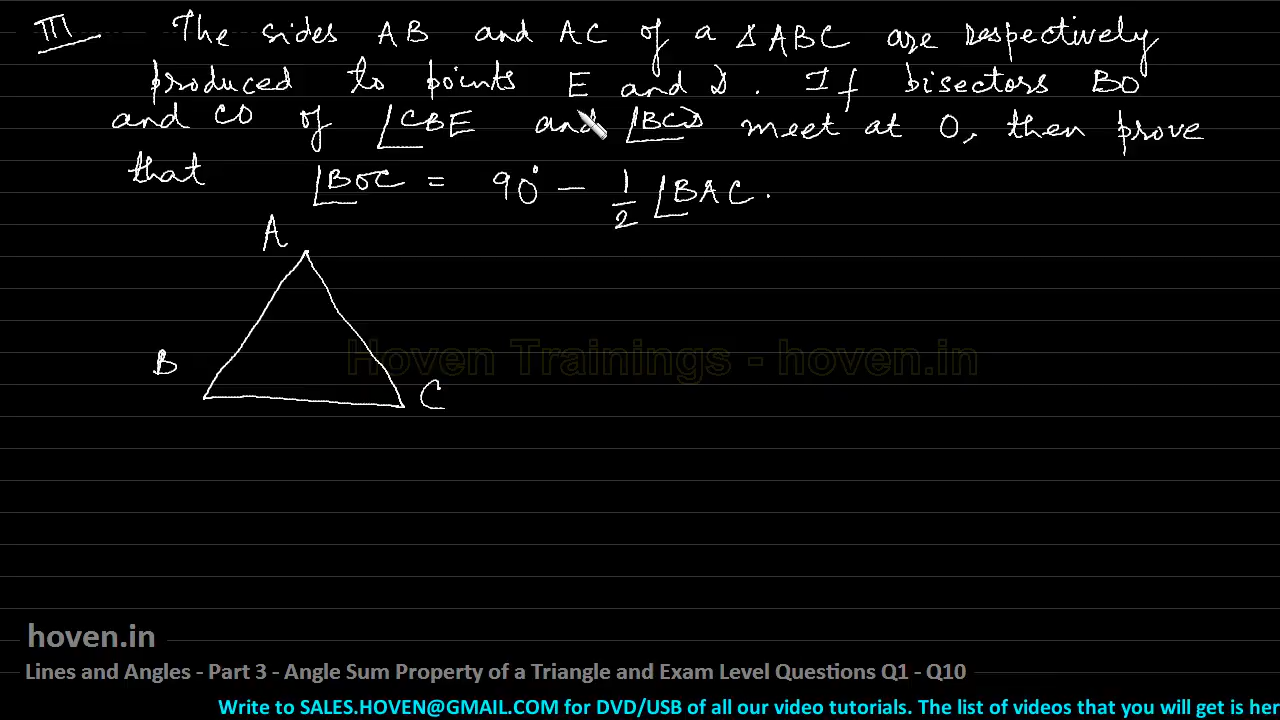 III The sides AB and AC of a Δ ABC are respectively
produced to points E and D. If bisectors BO
and CO of ∠CBE and ∠BCD meet at O, then prove
that ∠BOC = 90° - 1/2 ∠BAC.
A
B
C
Hoven Trainings - hoven.in
hoven.in
Lines and Angles - Part 3 - Angle Sum Property of a Triangle and Exam Level Questions Q1 - Q10
Write to SALES.HOVEN@GMAIL.COM for DVD/USB of all our video tutorials. The list of videos that you will get is her